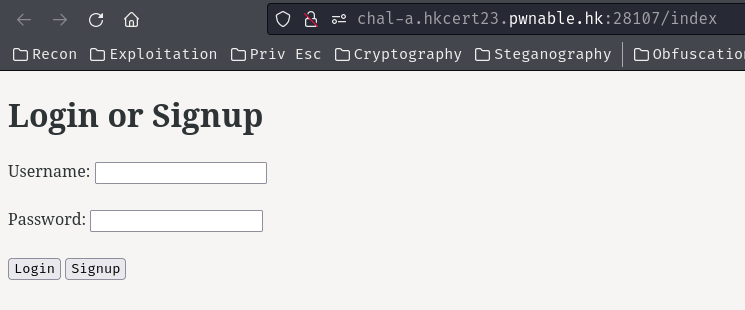 chal-a.hkcert23.pwnable.hk:28107/index
Recon Exploitation Priv Esc Cryptography Steganography Obfuscatio
Login or Signup
Username:
Password:
Login Signup